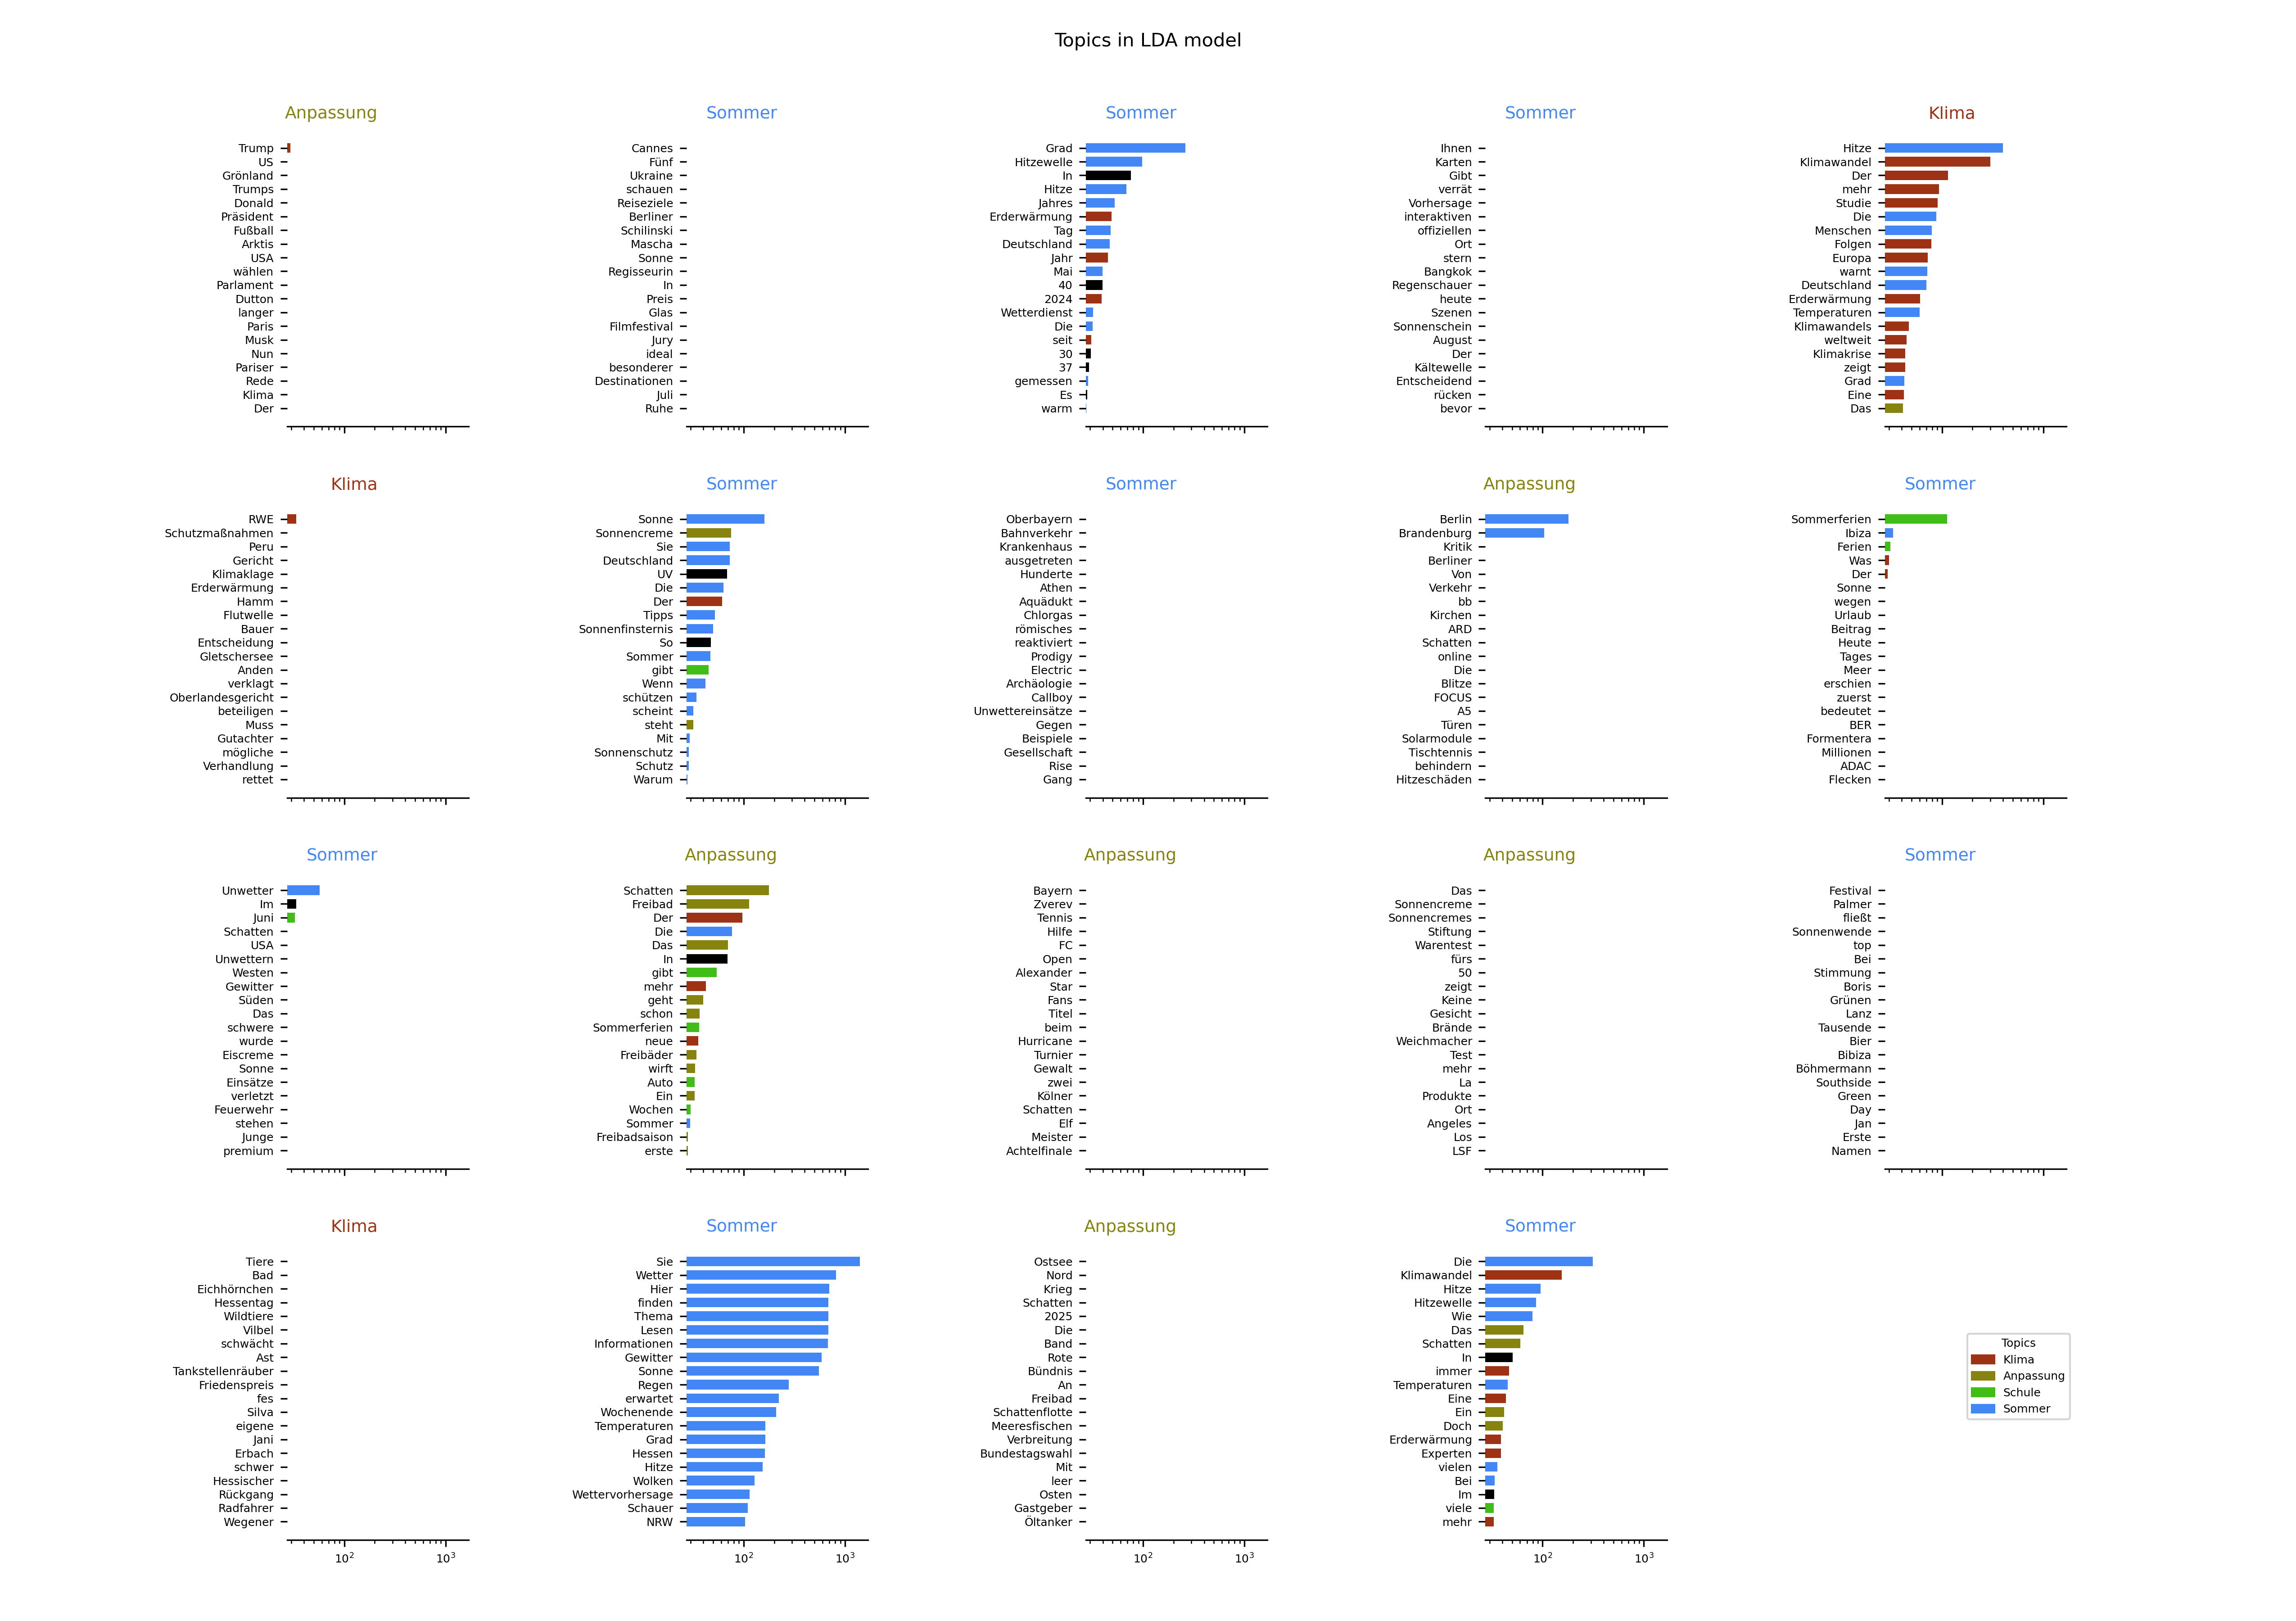 Topics in LDA model
Anpassung
Trump
US
Grönland
Trumps
Donald
Präsident
Fußball
Arktis
USA
wählen
Parlament
Dutton
langer
Paris
Musk
Nun
Pariser
Rede
Klima
Der
Sommer
Cannes
Fünf
Ukraine
schauen
Reiseziele
Berliner
Schilinski
Mascha
Sonne
Regisseurin
In
Preis
Glas
Filmfestival
Jury
ideal
besonderer
Destinationen
Juli
Ruhe
Sommer
Grad
Hitzewelle
In
Hitze
Jahres
Erderwärmung
Tag
Deutschland
Jahr
Mai
40
2024
Wetterdienst
Die
seit
30
37
gemessen
Es
warm
Sommer
Ihnen
Karten
Gibt
verrät
Vorhersage
interaktiven
offiziellen
Ort
stern
Bangkok
Regenschauer
heute
Szenen
Sonnenschein
August
Der
Kältewelle
Entscheidend
rücken
bevor
Klima
Hitze
Klimawandel
Der
mehr
Studie
Die
Menschen
Folgen
Europa
warnt
Deutschland
Erderwärmung
Temperaturen
Klimawandels
weltweit
Klimakrise
zeigt
Grad
Eine
Das
Klima
RWE
Schutzmaßnahmen
Peru
Gericht
Klimaklage
Erderwärmung
Hamm
Flutwelle
Bauer
Entscheidung
Gletschersee
Anden
verklagt
Oberlandesgericht
beteiligen
Muss
Gutachter
mögliche
Verhandlung
rettet
Sommer
Sonne
Sonnencreme
Sie
Deutschland
UV
Die
Der
Tipps
Sonnenfinsternis
So
Sommer
gibt
Wenn
schützen
scheint
steht
Mit
Sonnenschutz
Schutz
Warum
Sommer
Oberbayern
Bahnverkehr
Krankenhaus
ausgetreten
Hunderte
Athen
Aquädukt
Chlorgas
römisches
reaktiviert
Prodigy
Electric
Archäologie
Callboy
Unwettereinsätze
Gegen
Beispiele
Gesellschaft
Rise
Gang
Anpassung
Berlin
Brandenburg
Kritik
Berliner
Von
Verkehr
bb
Kirchen
ARD
Schatten
online
Die
Blitze
FOCUS
A5
Türen
Solarmodule
Tischtennis
behindern
Hitzeschäden
Sommer
Sommerferien
Ibiza
Ferien
Was
Der
Sonne
wegen
Urlaub
Beitrag
Heute
Tages
Meer
erschien
zuerst
bedeutet
BER
Formentera
Millionen
ADAC
Flecken
Sommer
Unwetter
Im
Juni
Schatten
USA
Unwettern
Westen
Gewitter
Süden
Das
schwere
wurde
Eiscreme
Sonne
Einsätze
verletzt
Feuerwehr
stehen
Junge
premium
Anpassung
Schatten
Freibad
Der
Die
Das
In
gibt
mehr
geht
schon
Sommerferien
neue
Freibäder
wirft
Auto
Ein
Wochen
Sommer
Freibadsaison
erste
Anpassung
Bayern
Zverev
Tennis
Hilfe
FC
Open
Alexander
Star
Fans
Titel
beim
Hurricane
Turnier
Gewalt
zwei
Kölner
Schatten
Elf
Meister
Achtelfinale
Anpassung
Das
Sonnencreme
Sonnencremes
Stiftung
Warentest
fürs
50
zeigt
Keine
Gesicht
Brände
Weichmacher
Test
mehr
La
Produkte
Ort
Angeles
Los
LSF
Sommer
Festival
Palmer
fließt
Sonnenwende
top
Bei
Stimmung
Boris
Grünen
Lanz
Tausende
Bier
Bibiza
Böhmermann
Southside
Green
Day
Jan
Erste
Namen
Klima
Tiere
Bad
Eichhörnchen
Hessentag
Wildtiere
Vilbel
schwächt
Ast
Tankstellenräuber
Friedenspreis
fes
Silva
eigene
Jani
Erbach
schwer
Hessischer
Rückgang
Radfahrer
Wegener
10² 10³
Sommer
Sie
Wetter
Hier
finden
Thema
Lesen
Informationen
Gewitter
Sonne
Regen
erwartet
Wochenende
Temperaturen
Grad
Hessen
Hitze
Wolken
Wettervorhersage
Schauer
NRW
10² 10³
Anpassung
Ostsee
Nord
Krieg
Schatten
2025
Die
Band
Rote
Bündnis
An
Freibad
Schattenflotte
Meeresfischen
Verbreitung
Bundestagswahl
Mit
leer
Osten
Gastgeber
Öltanker
10² 10³
Sommer
Die
Klimawandel
Hitze
Hitzewelle
Wie
Das
Schatten
In
immer
Temperaturen
Eine
Ein
Doch
Erderwärmung
Experten
vielen
Bei
Im
viele
mehr
10² 10³
Topics
Klima
Anpassung
Schule
Sommer